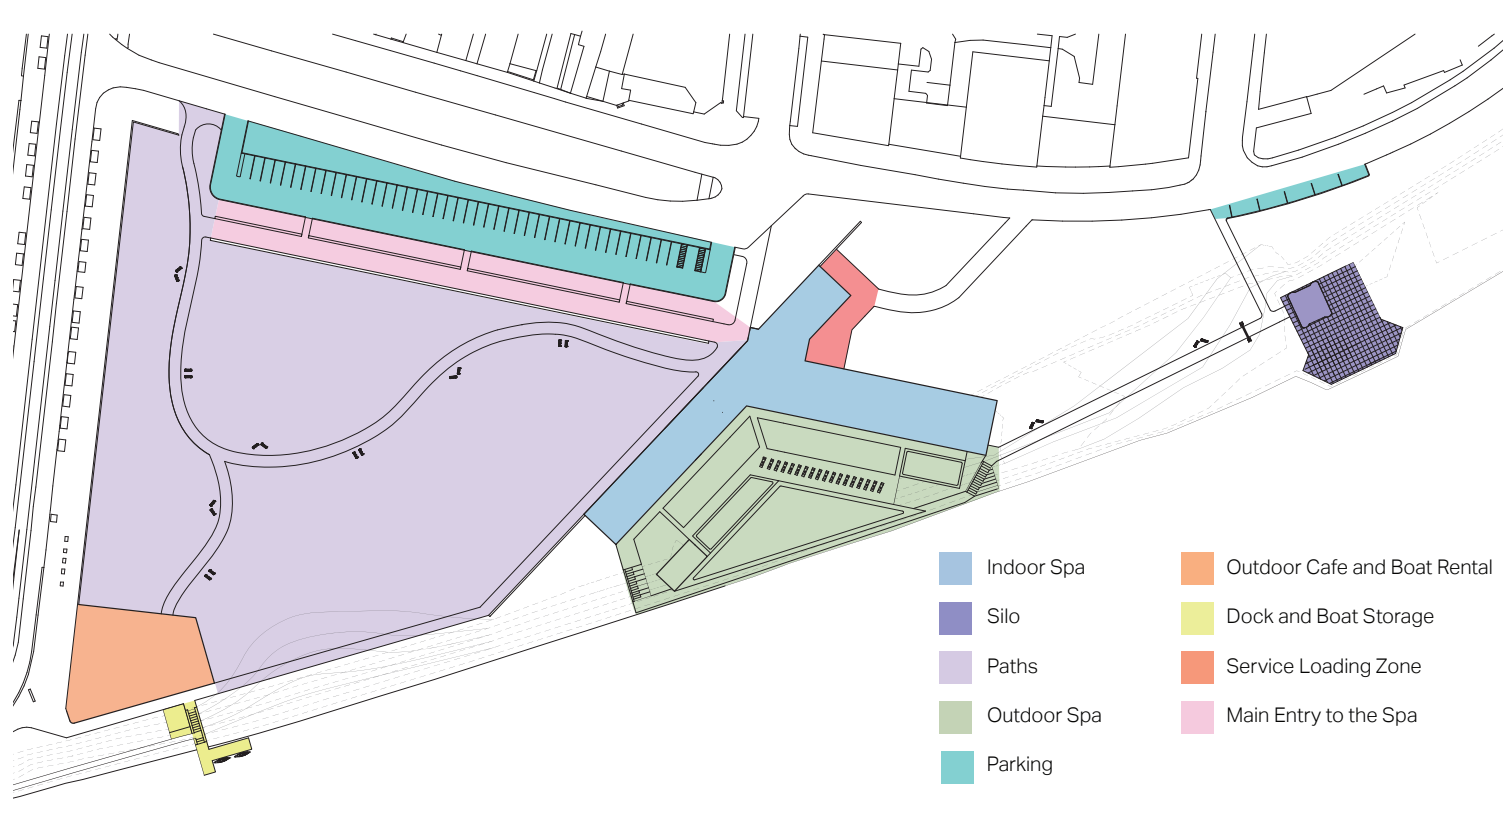 Indoor Spa
Silo
Paths
Outdoor Spa
Parking
Outdoor Cafe and Boat Rental
Dock and Boat Storage
Service Loading Zone
Main Entry to the Spa